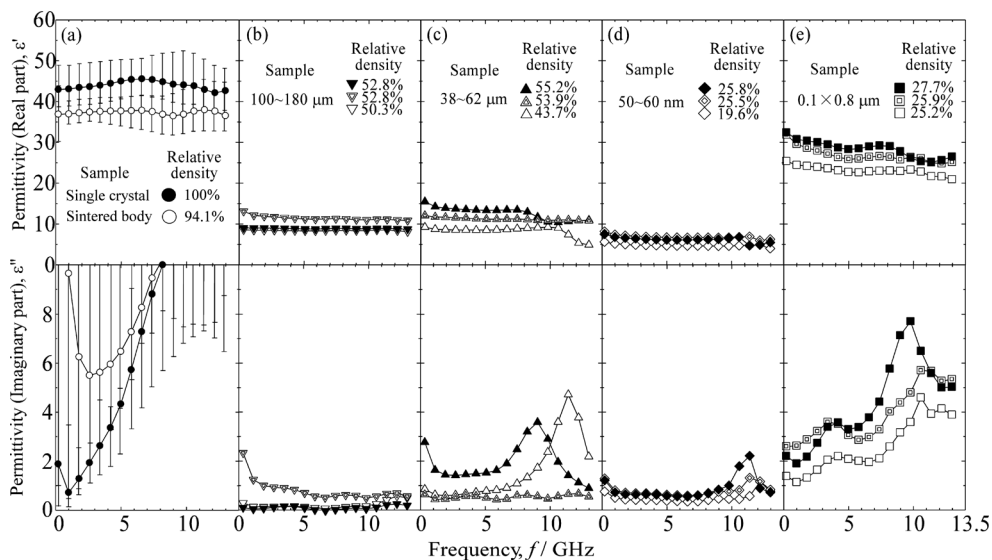 Permittivity (Real part), ε'
60
50
40
30
20
10
0
(a)
Sample Relative density
Single crystal 100%
Sintered body 94.1%
(b)
Sample Relative density
100~180 μm
52.8%
52.8%
50.3%
(c)
Sample Relative density
38~62 μm
55.2%
53.9%
43.7%
(d)
Sample Relative density
50~60 nm
25.8%
25.5%
19.6%
(e)
Sample Relative density
0.1×0.8 μm
27.7%
25.9%
25.2%
Permittivity (Imaginary part), ε"
8
6
4
2
0
0 5 10 0 5 10 0 5 10 0 5 10 0 5 10 13.5
Frequency, f / GHz